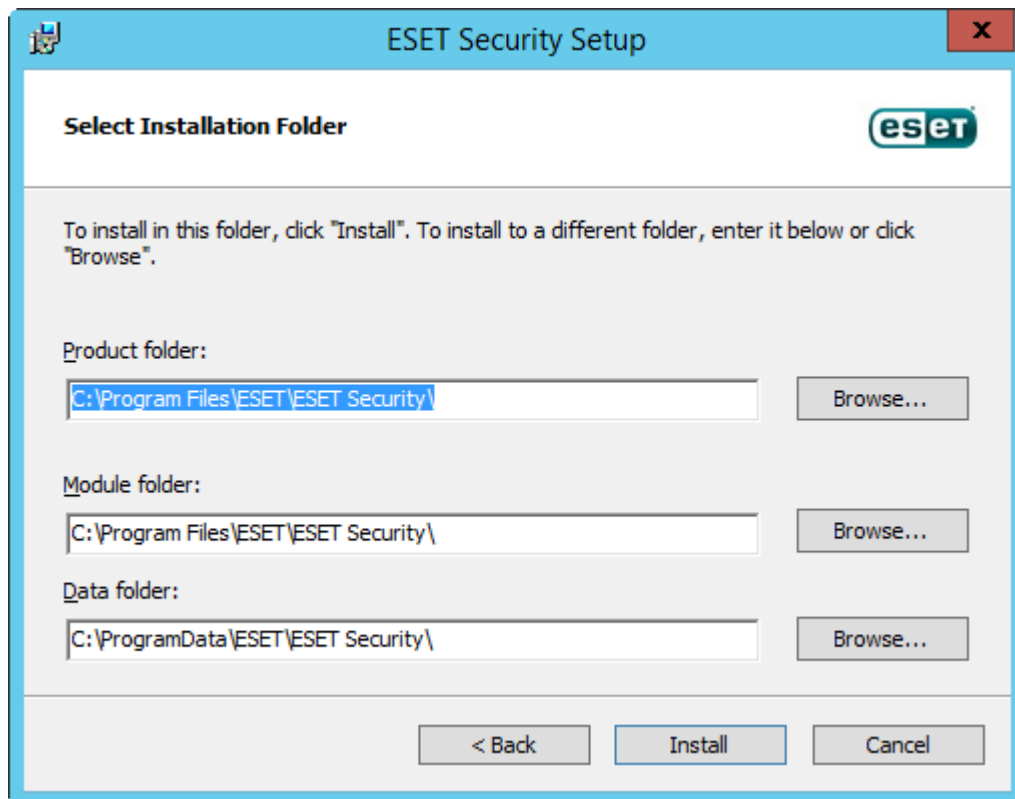 ESET Security Setup
x
Select Installation Folder
eseT
To install in this folder, click "Install". To install to a different folder, enter it below or click
"Browse".
Product folder:
C:\Program Files\ESET\ESET Security\
Browse...
Module folder:
C:\Program Files\ESET\ESET Security\
Browse...
Data folder:
C:\ProgramData\ESET\ESET Security\
Browse...
< Back
Install
Cancel